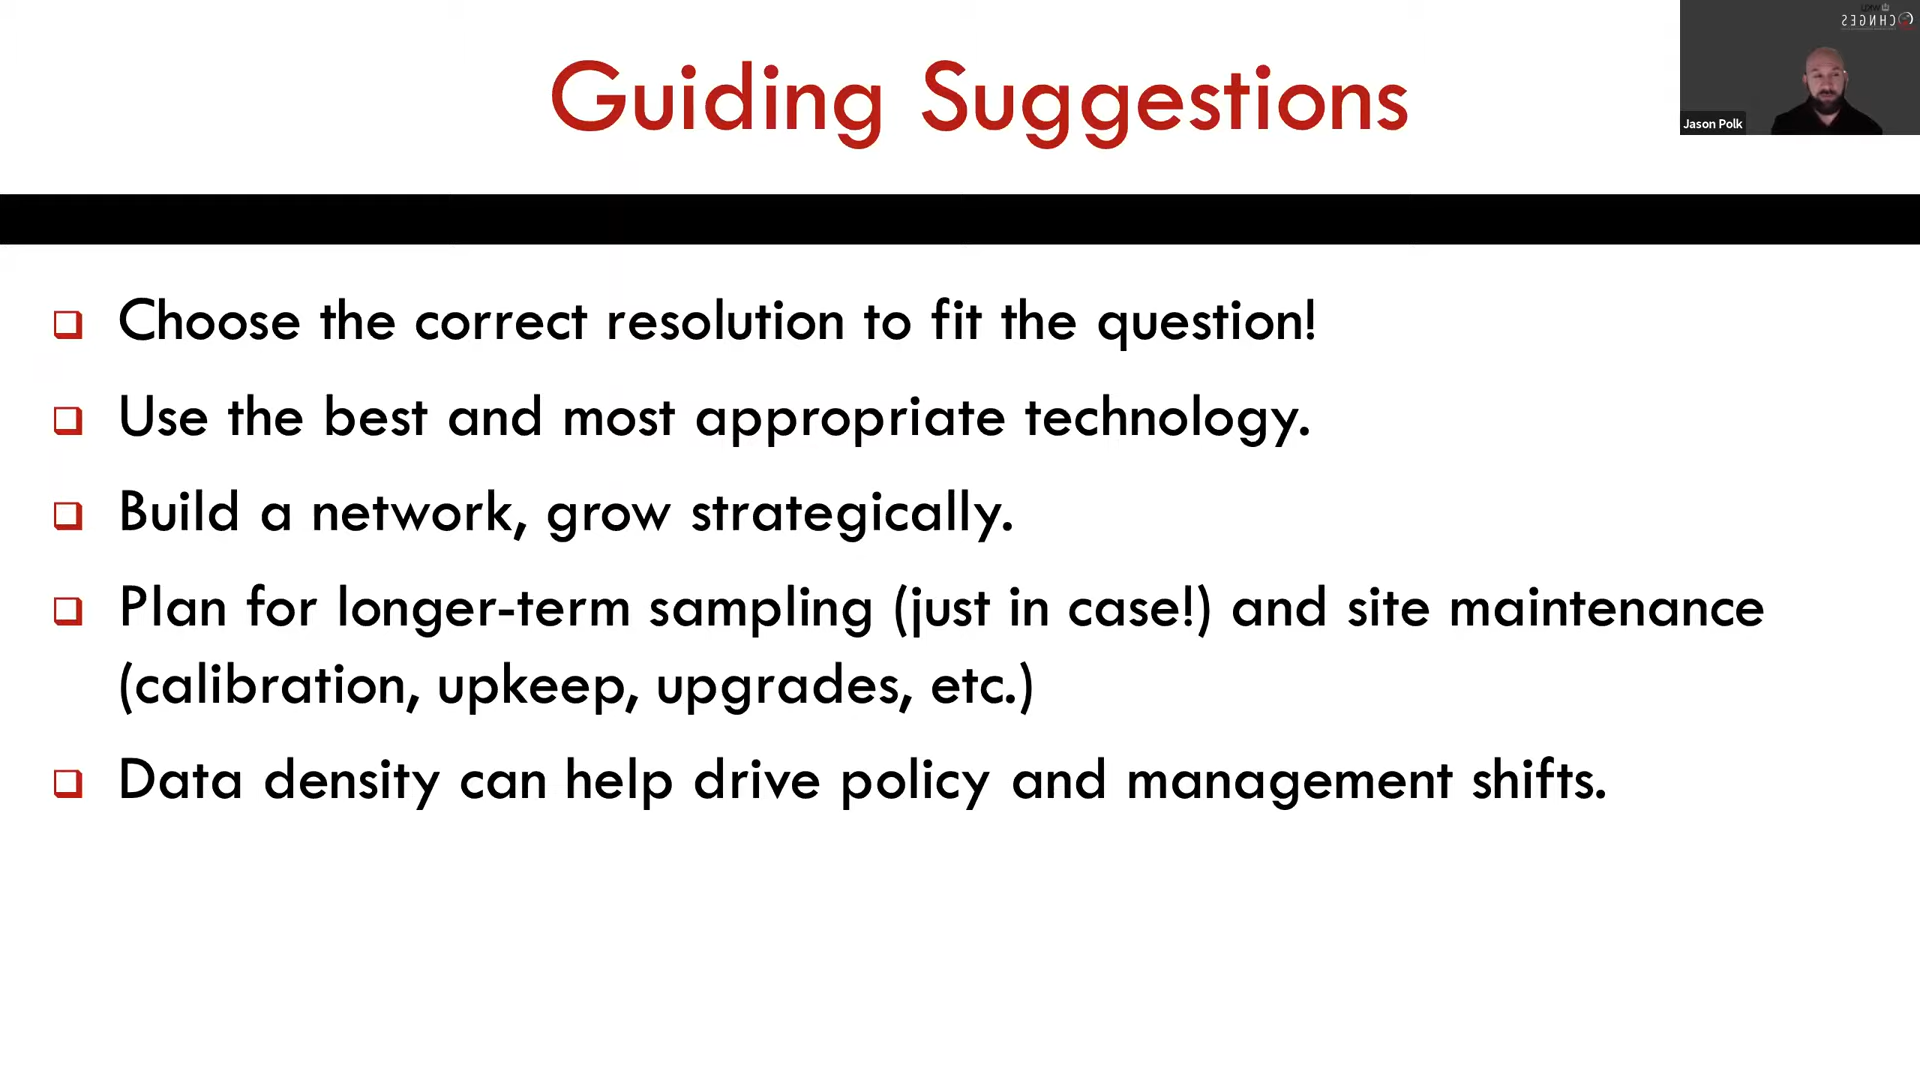 Guiding Suggestions
CHNGES
Jason Polk
Choose the correct resolution to fit the question!
Use the best and most appropriate technology.
Build a network, grow strategically.
Plan for longer-term sampling (just in case!) and site maintenance
(calibration, upkeep, upgrades, etc.)
Data density can help drive policy and management shifts.